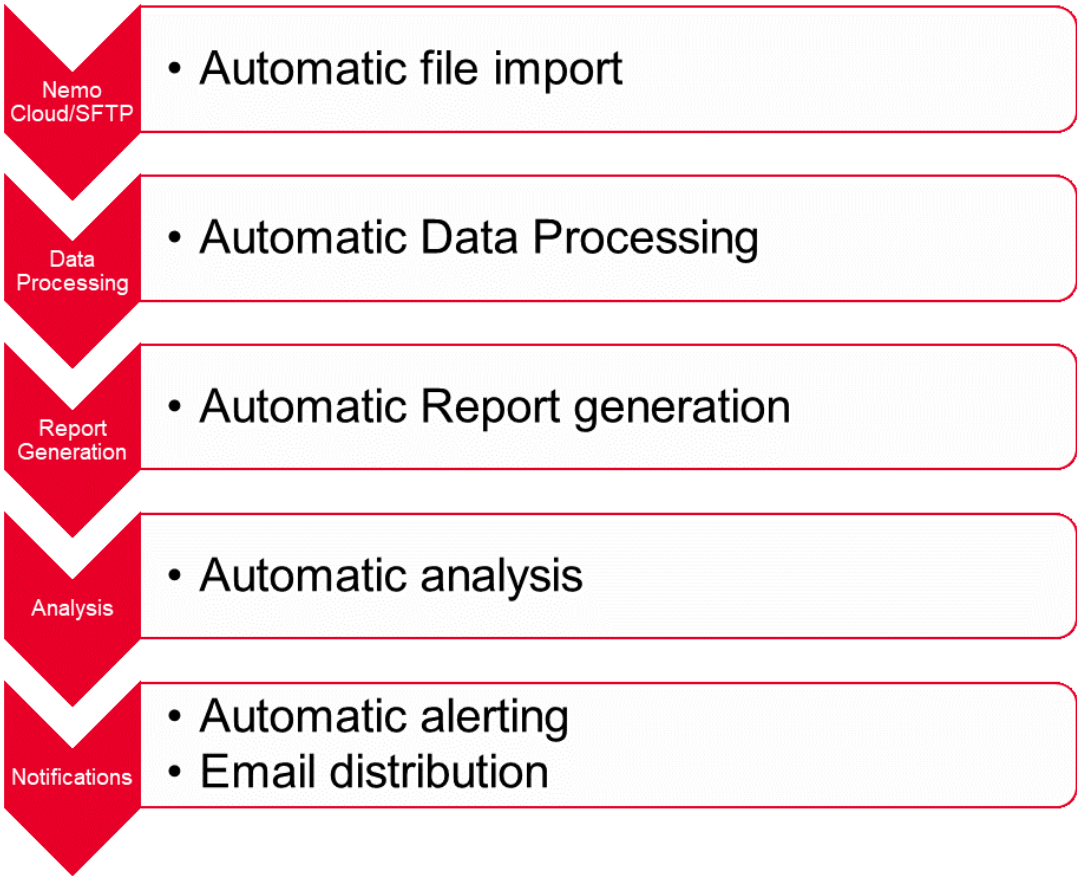 Nemo
Cloud/SFTP
• Automatic file import
Data
Processing
• Automatic Data Processing
Report
Generation
• Automatic Report generation
Analysis
• Automatic analysis
Notifications
• Automatic alerting
• Email distribution